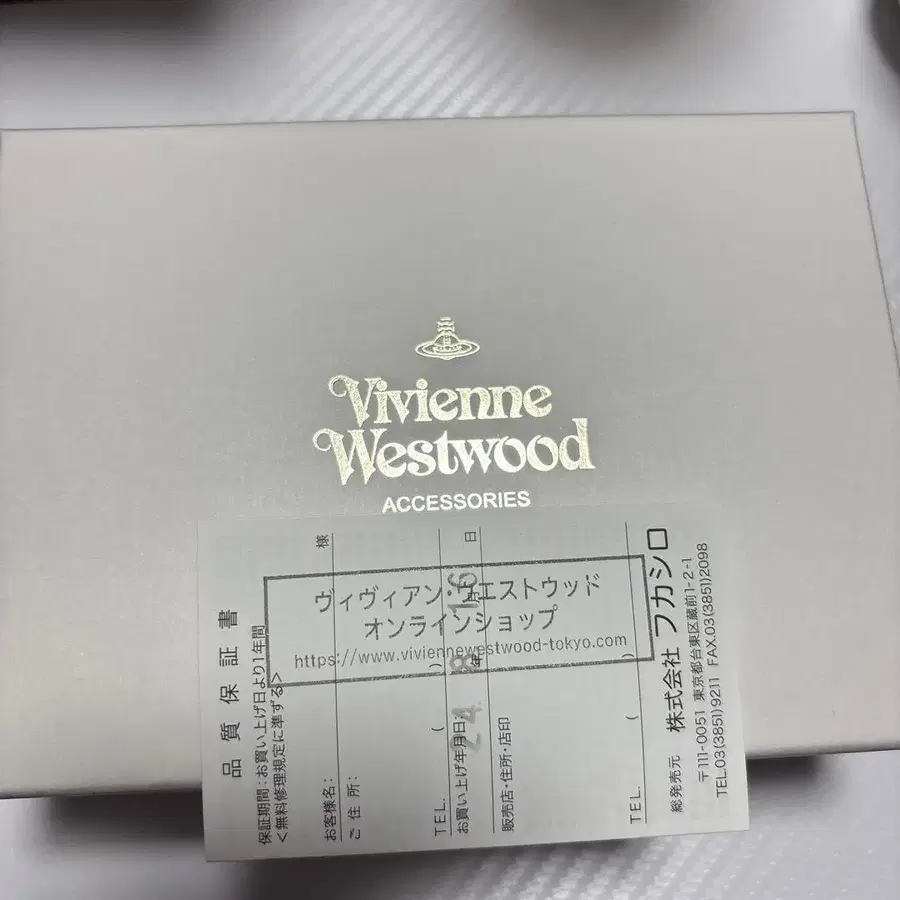 Vivienne
Westwood
ACCESSORIES
品質保証書
保証期間：お買い上げ日より1年間
＜無料修理規定に準ずる＞
お客様名：
様
ご住所：
TEL. ( )
お買い上げ年月日：
24 年 8 月 16 日
販売店・住所・店印
TEL. ( )
総発売元 株式会社 フカシロ
〒111-0051 東京都台東区蔵前1-2-1
TEL.03(3851)9211 FAX.03(3851)2098
ヴィヴィアン・ウエストウッド
オンラインショップ
https://www.viviennewestwood-tokyo.com